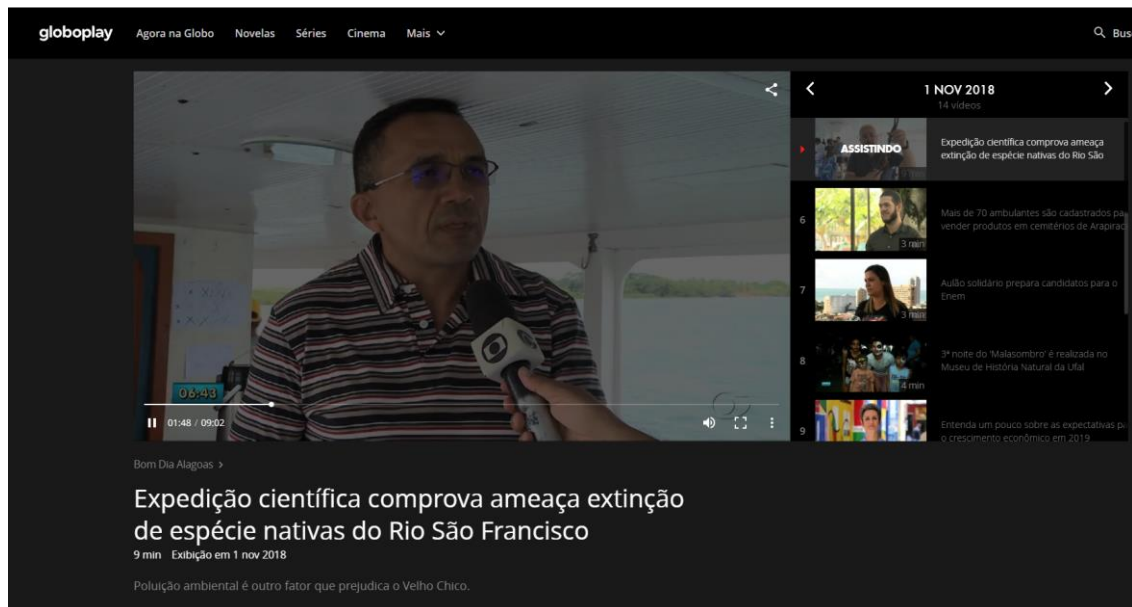 globoplay Agora na Globo Novelas Séries Cinema Mais
1 NOV 2018
14 vídeos
ASSISTINDO
Expedição científica comprova ameaça
extinção de espécie nativas do Rio São
6
Mais de 70 ambulantes são cadastrados
vender produtos em cemitérios de
3 min
7
Aulão solidário prepara candidatos para o
Enem
3 min
8
3ª noite do 'Malasombro' é realizada no
Museu de História Natural da Ufal
4 min
9
Entenda um pouco sobre as expectativas
o crescimento econômico em 2019
06:43
01:48 / 09:02
Bom Dia Alagoas
Expedição científica comprova ameaça extinção
de espécie nativas do Rio São Francisco
9 min Exibição em 1 nov 2018
Poluição ambiental é outro fator que prejudica o Velho Chico.